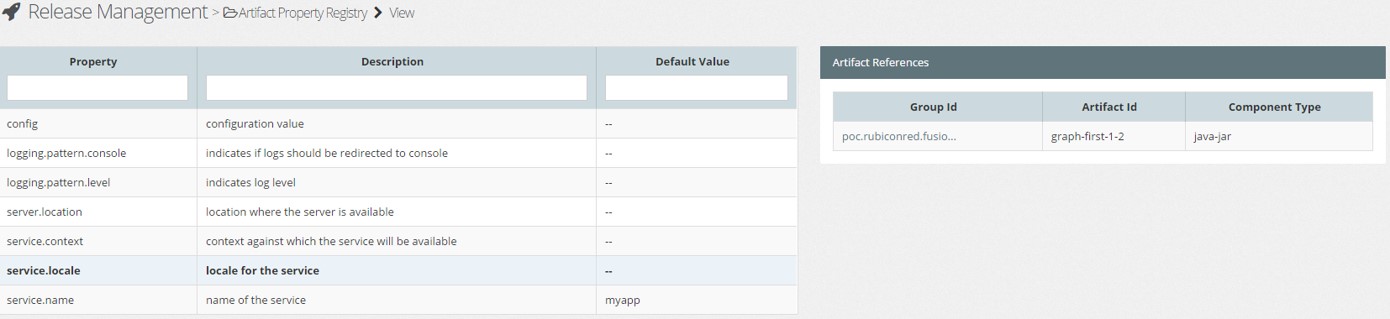 Release Management > Artifact Property Registry > View
Property Description Default Value
config configuration value --
logging.pattern.console indicates if logs should be redirected to console --
logging.pattern.level indicates log level --
server.location location where the server is available --
service.context context against which the service will be available --
service.locale locale for the service --
service.name name of the service myapp
Artifact References
Group Id Artifact Id Component Type
poc.rubiconred.fusio... graph-first-1-2 java-jar